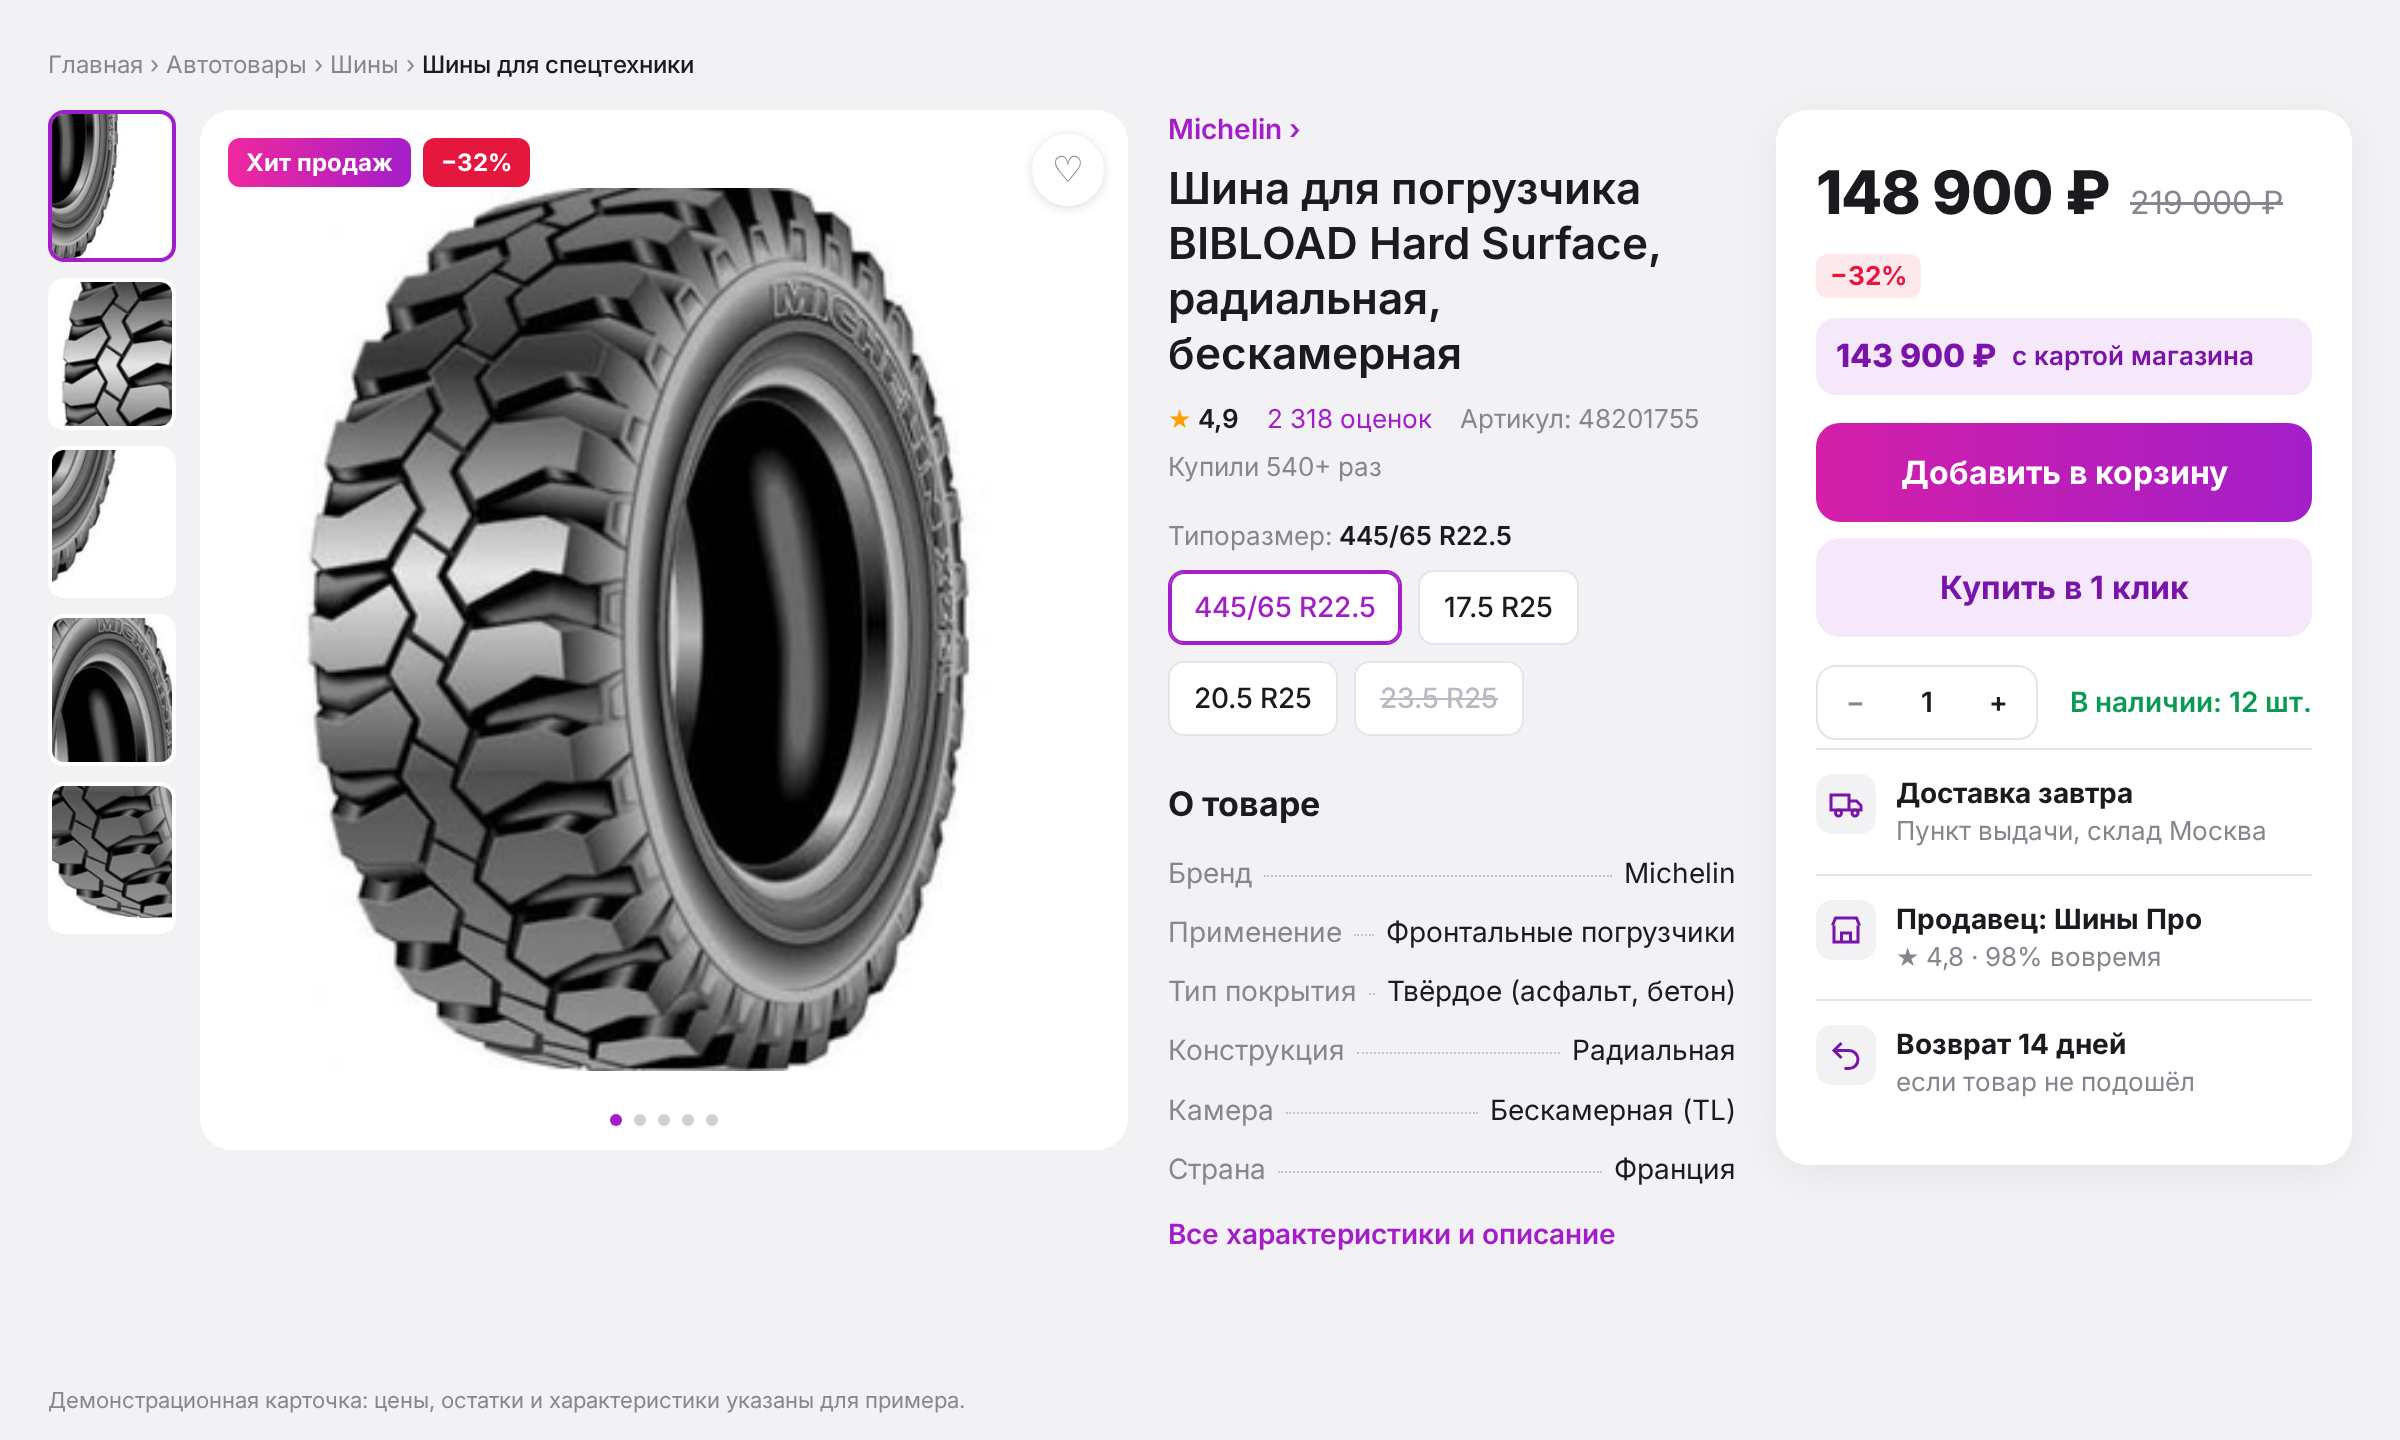 Главная › Автотовары › Шины › Шины для спецтехники
Хит продаж
−32%
MICHELIN
Michelin ›
Шина для погрузчика
BIBLOAD Hard Surface,
радиальная,
бескамерная
★ 4,9 2 318 оценок Артикул: 48201755
Купили 540+ раз
Типоразмер: 445/65 R22.5
445/65 R22.5
17.5 R25
20.5 R25
23.5 R25
О товаре
Бренд Michelin
Применение Фронтальные погрузчики
Тип покрытия Твёрдое (асфальт, бетон)
Конструкция Радиальная
Камера Бескамерная (TL)
Страна Франция
Все характеристики и описание
148 900 ₽ 219 000 ₽
−32%
143 900 ₽ с картой магазина
Добавить в корзину
Купить в 1 клик
− 1 + В наличии: 12 шт.
Доставка завтра
Пункт выдачи, склад Москва
Продавец: Шины Про
★ 4,8 · 98% вовремя
Возврат 14 дней
если товар не подошёл
Демонстрационная карточка: цены, остатки и характеристики указаны для примера.